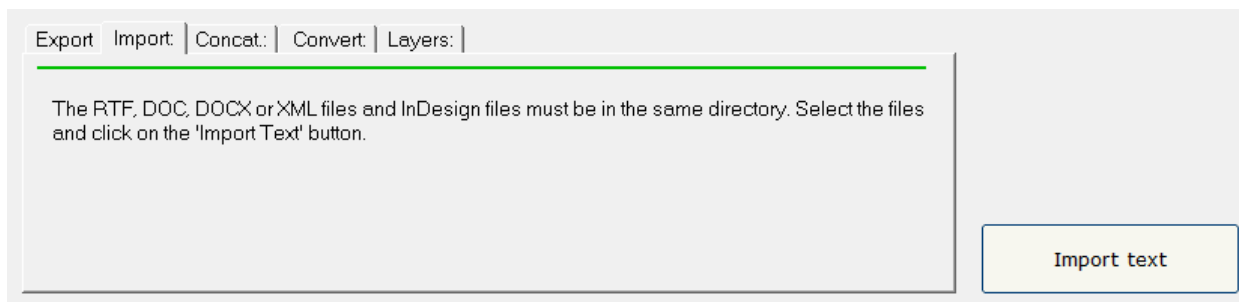 Export Import: Concat.: Convert: Layers:
The RTF, DOC, DOCX or XML files and InDesign files must be in the same directory. Select the files
and click on the 'Import Text' button.
Import text